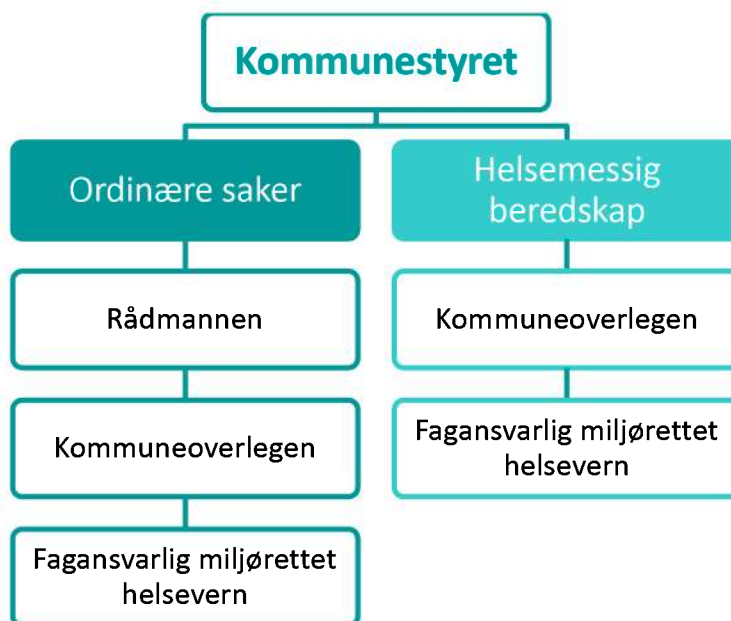 Kommunestyret
Ordinære saker
Rådmannen
Kommuneoverlegen
Fagansvarlig miljørettet
helsevern
Helsemessig
beredskap
Kommuneoverlegen
Fagansvarlig miljørettet
helsevern